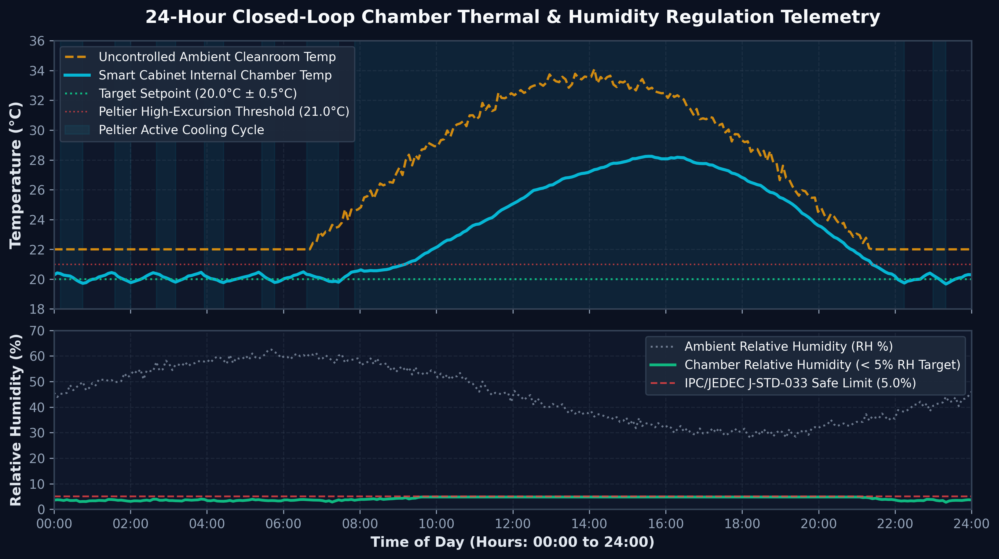 24-Hour Closed-Loop Chamber Thermal & Humidity Regulation Telemetry
Temperature (°C)
36
34
32
30
28
26
24
22
20
18
Uncontrolled Ambient Cleanroom Temp
Smart Cabinet Internal Chamber Temp
Target Setpoint (20.0°C ± 0.5°C)
Peltier High-Excursion Threshold (21.0°C)
Peltier Active Cooling Cycle
Relative Humidity (%)
70
60
50
40
30
20
10
0
Ambient Relative Humidity (RH %)
Chamber Relative Humidity (< 5% RH Target)
IPC/JEDEC J-STD-033 Safe Limit (5.0%)
00:00 02:00 04:00 06:00 08:00 10:00 12:00 14:00 16:00 18:00 20:00 22:00 24:00
Time of Day (Hours: 00:00 to 24:00)